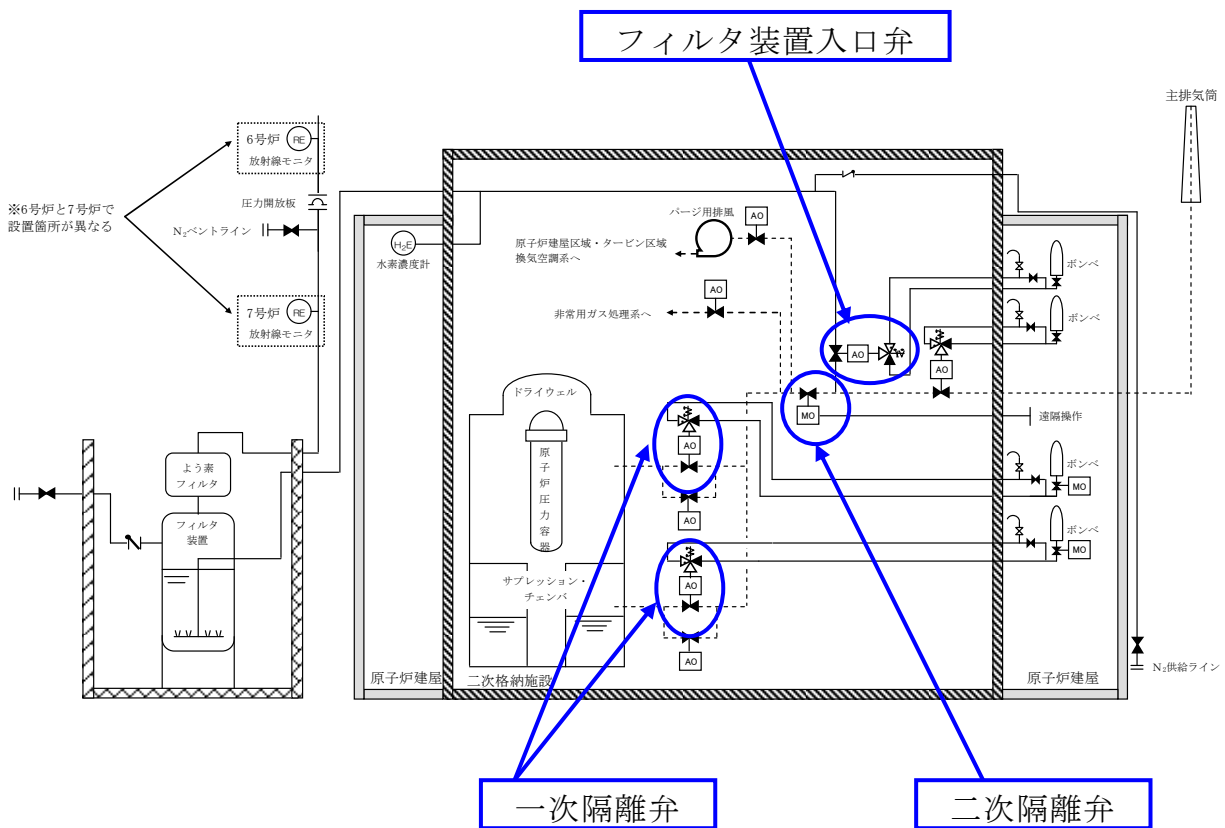 フィルタ装置入口弁
主排気筒
6号炉
RE
放射線モニタ
※6号炉と7号炉で
設置箇所が異なる
圧力開放板
N₂ベントライン
7号炉
RE
放射線モニタ
H₂E
水素濃度計
パージ用排風
AO
原子炉建屋区域・タービン区域
換気空調系へ
AO
非常用ガス処理系へ
ボンベ
ボンベ
AO
AO
MO
遠隔操作
ドライウェル
原子炉圧力容器
AO
AO
ボンベ
MO
よう素
フィルタ
フィルタ
装置
サプレッション・
チェンバ
AO
AO
ボンベ
MO
原子炉建屋
二次格納施設
原子炉建屋
N₂供給ライン
一次隔離弁
二次隔離弁